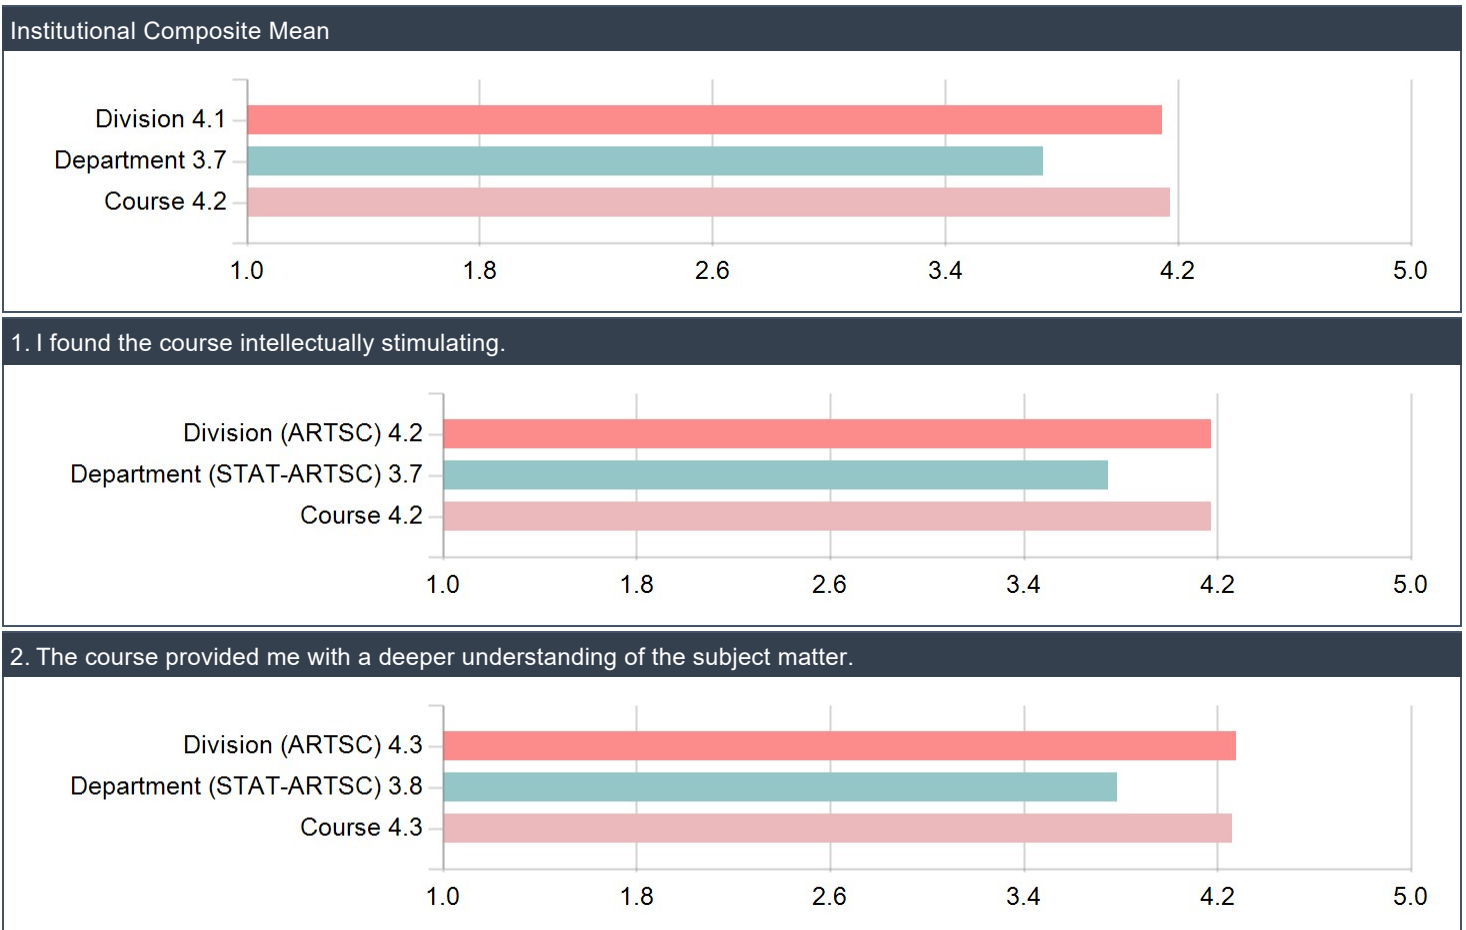 Institutional Composite Mean
Division 4.1
Department 3.7
Course 4.2
1.0 1.8 2.6 3.4 4.2 5.0
1. I found the course intellectually stimulating.
Division (ARTSC) 4.2
Department (STAT-ARTSC) 3.7
Course 4.2
1.0 1.8 2.6 3.4 4.2 5.0
2. The course provided me with a deeper understanding of the subject matter.
Division (ARTSC) 4.3
Department (STAT-ARTSC) 3.8
Course 4.3
1.0 1.8 2.6 3.4 4.2 5.0